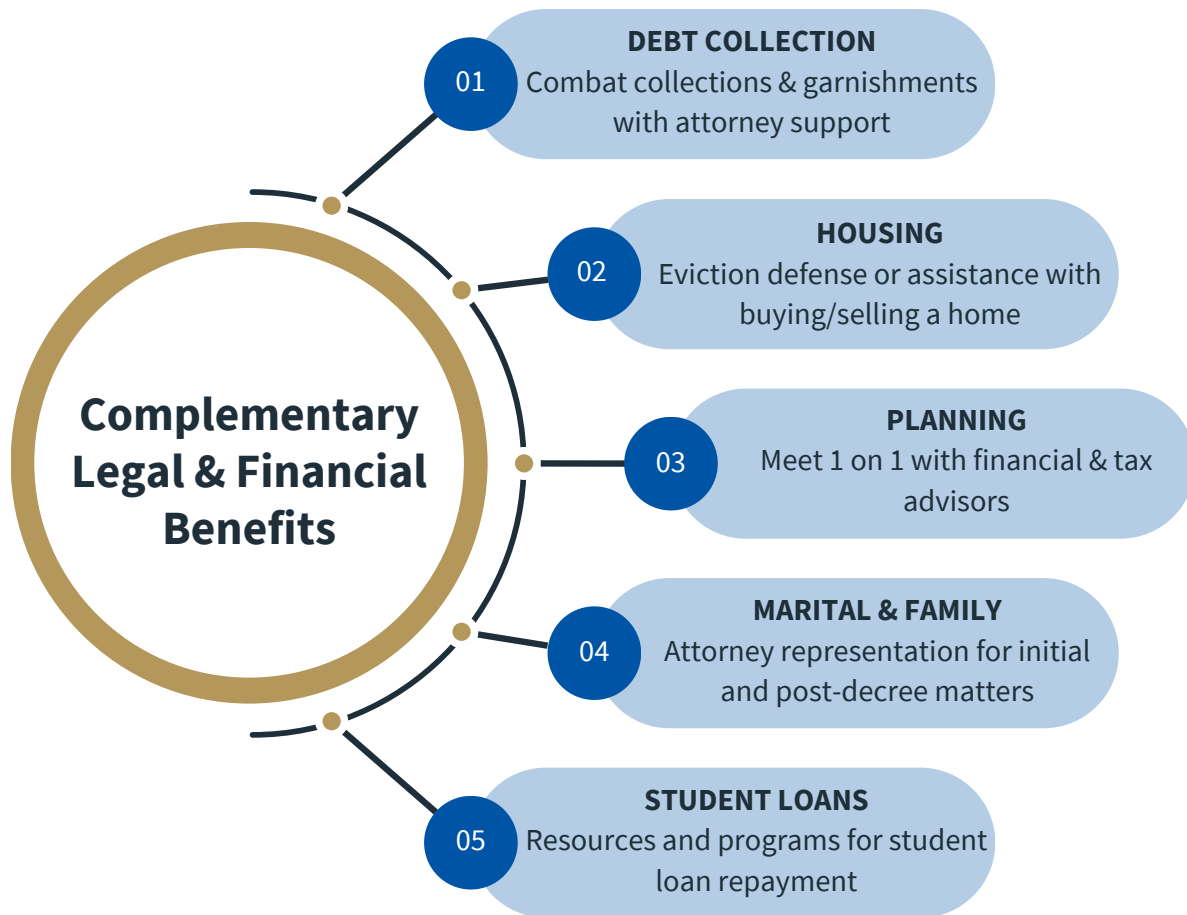 Complementary
Legal & Financial
Benefits
01
DEBT COLLECTION
Combat collections & garnishments
with attorney support
02
HOUSING
Eviction defense or assistance with
buying/selling a home
03
PLANNING
Meet 1 on 1 with financial & tax
advisors
04
MARITAL & FAMILY
Attorney representation for initial
and post-decree matters
05
STUDENT LOANS
Resources and programs for student
loan repayment